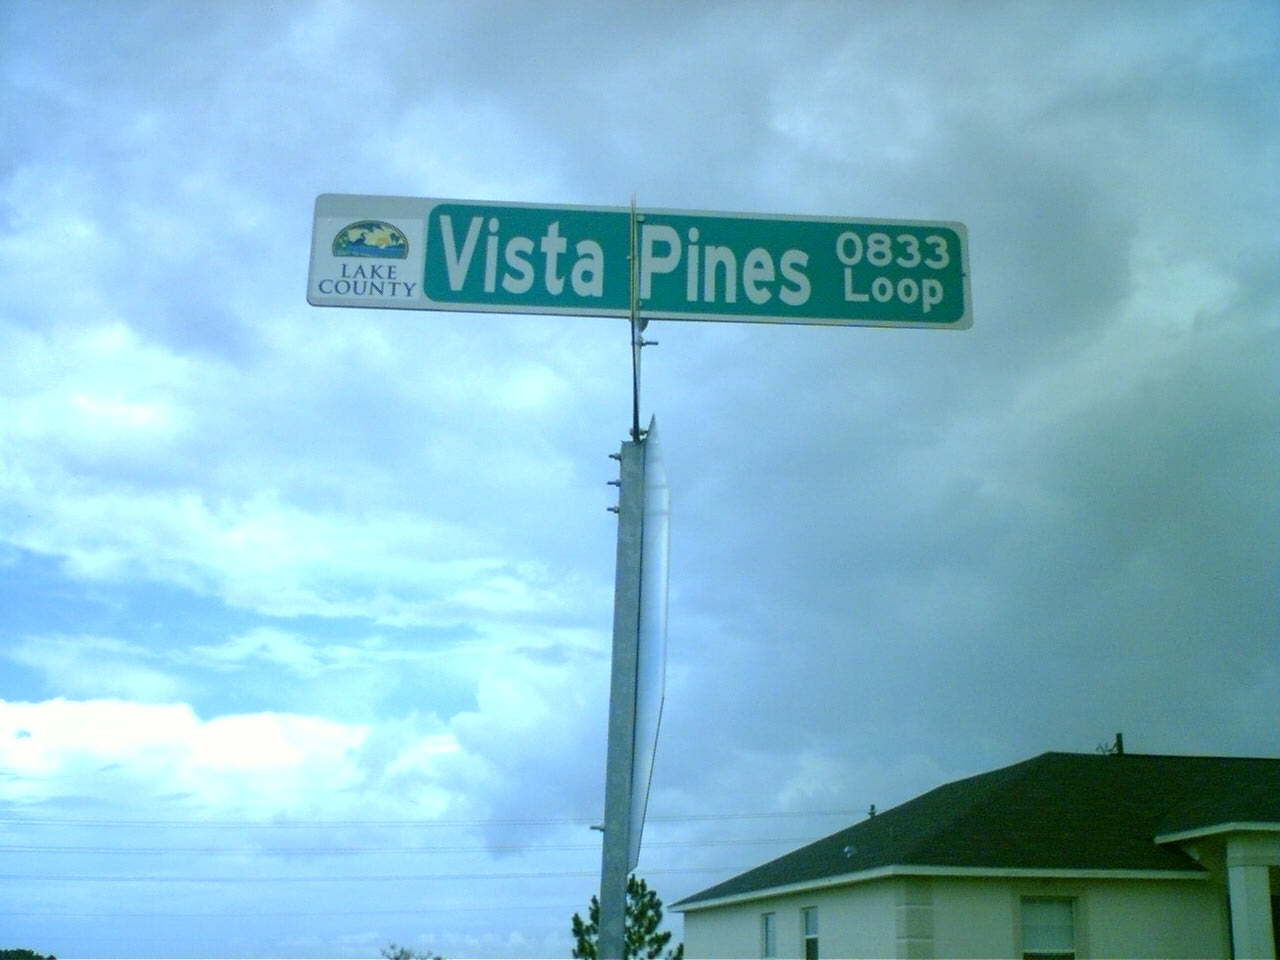 LAKE
COUNTY
Vista Pines
0833
Loop